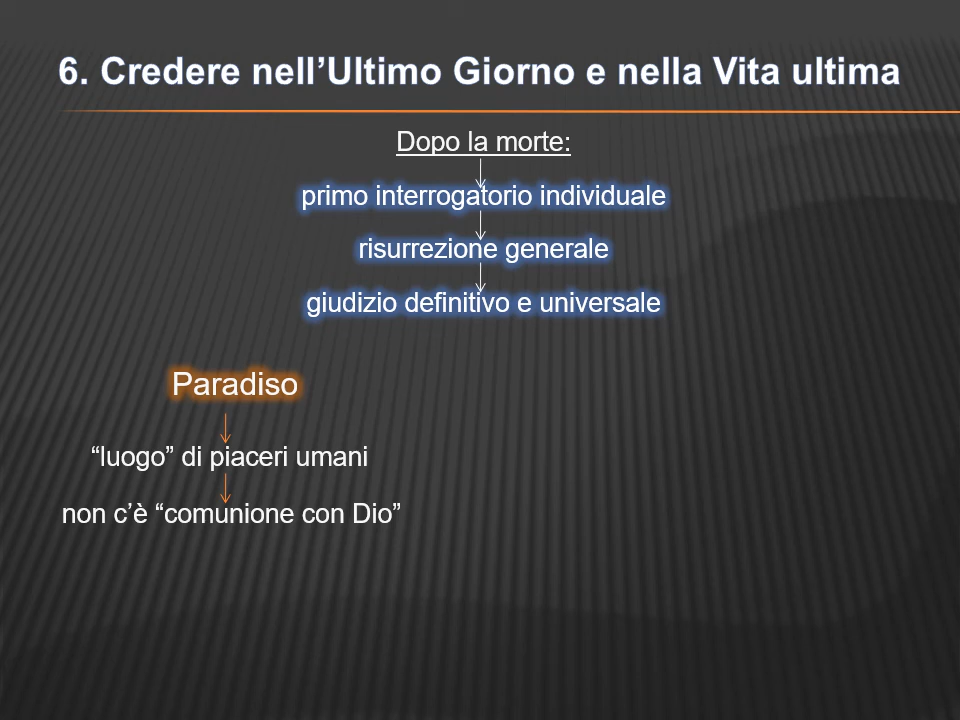 6. Credere nell’Ultimo Giorno e nella Vita ultima
Dopo la morte:
primo interrogatorio individuale
risurrezione generale
giudizio definitivo e universale
Paradiso
“luogo” di piaceri umani
non c’è “comunione con Dio”